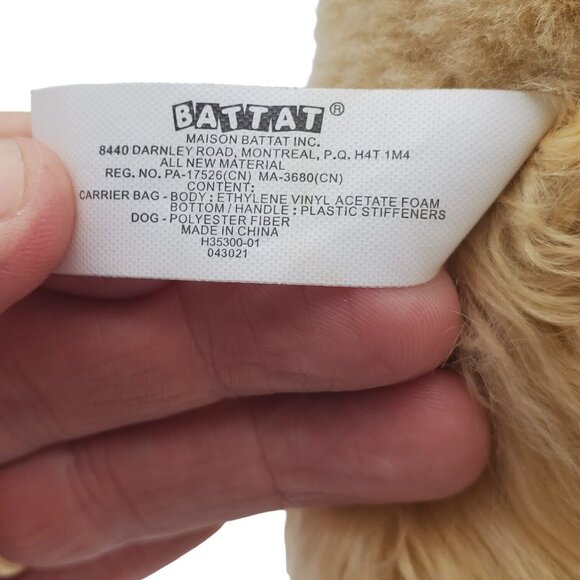 BATTAT®
MAISON BATTAT INC.
8440 DARNLEY ROAD, MONTREAL, P.Q. H4T 1M4
ALL NEW MATERIAL
REG. NO. PA-17526(CN) MA-3680(CN)
CONTENT:
CARRIER BAG - BODY : ETHYLENE VINYL ACETATE FOAM
BOTTOM / HANDLE : PLASTIC STIFFENERS
DOG - POLYESTER FIBER
MADE IN CHINA
H35300-01
043021